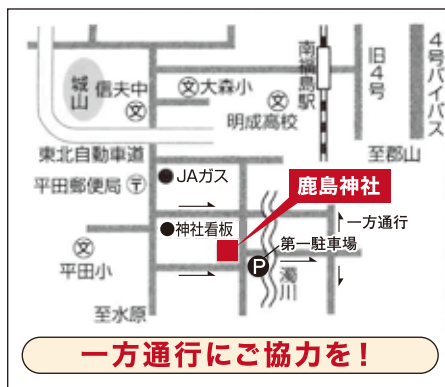 城山
信夫中
文
文
大森小
文
明成高校
南福島駅
旧4号
4号バイパス
至郡山
東北自動車道
平田郵便局
〒
●JAガス
鹿島神社
●神社看板
一方通行
第一駐車場
P
濁川
文
平田小
至水原
一方通行にご協力を！